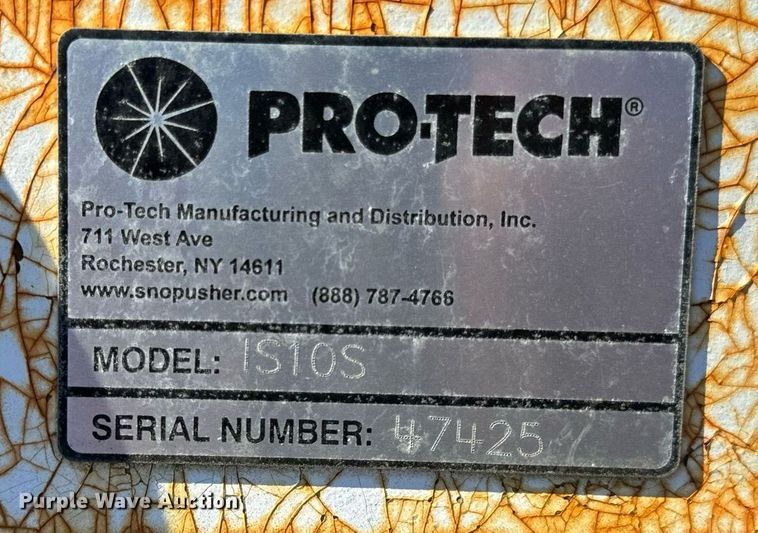 PRO-TECH®
Pro-Tech Manufacturing and Distribution, Inc.
711 West Ave
Rochester, NY 14611
www.snopusher.com (888) 787-4766
MODEL: IS10S
SERIAL NUMBER: 47425
Purple Wave Auction